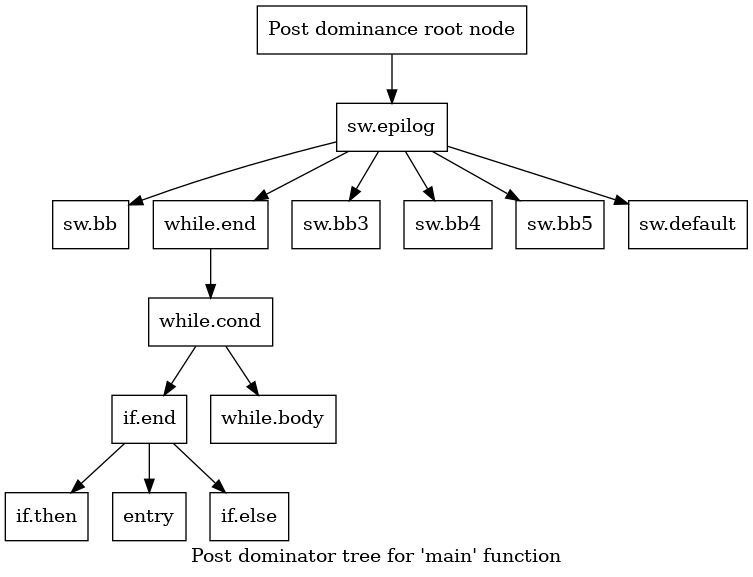 Post dominance root node
sw.epilog
sw.bb
while.end
sw.bb3
sw.bb4
sw.bb5
sw.default
while.cond
if.end
while.body
if.then
entry
if.else
Post dominator tree for 'main' function